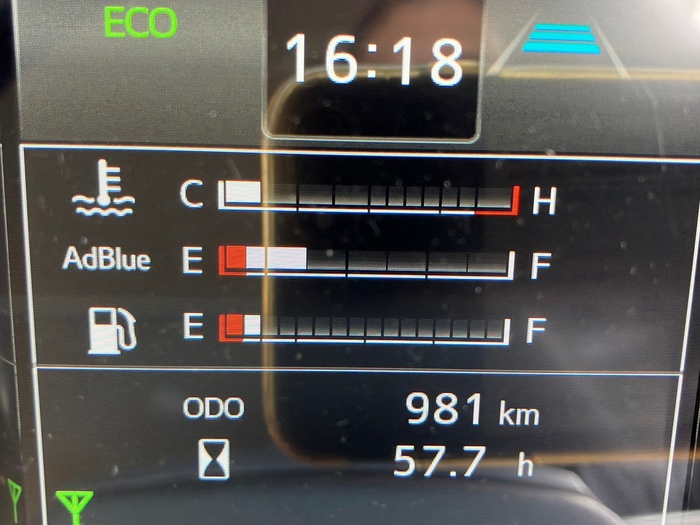 ECO
16:18
C H
AdBlue E F
E F
ODO 981 km
57.7 h